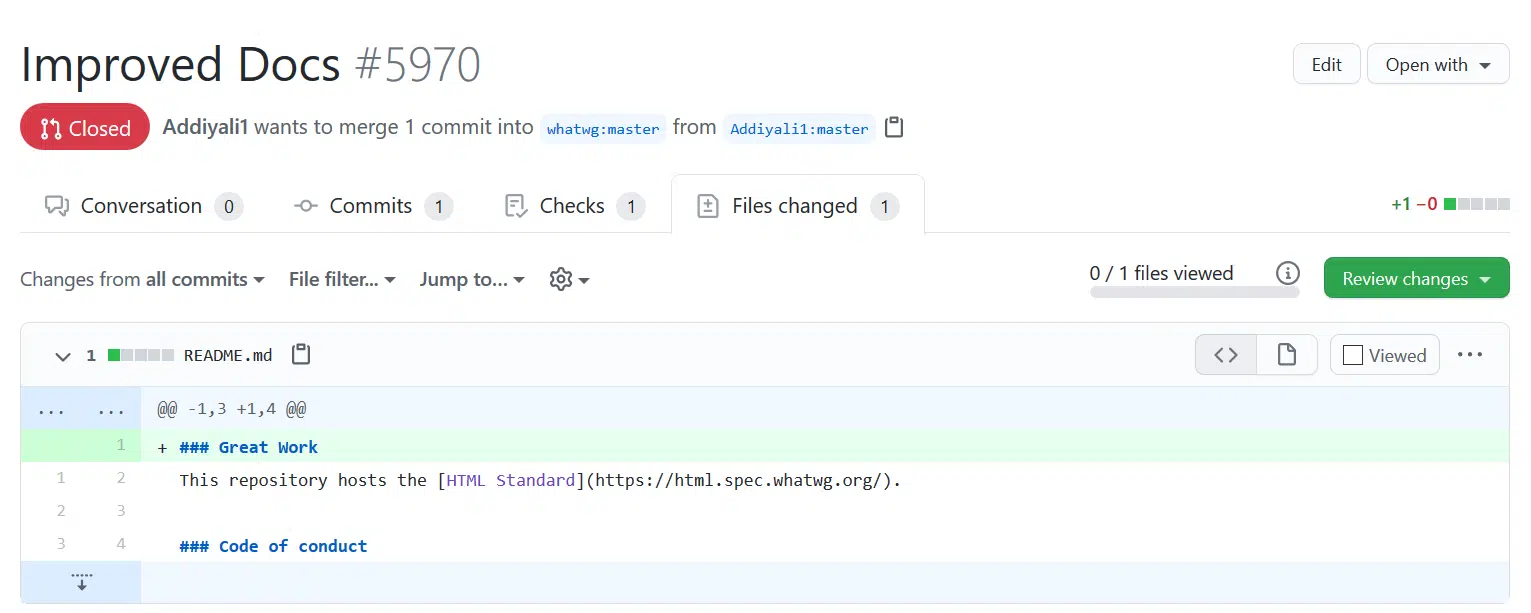 Improved Docs #5970
Edit
Open with
Closed
Addiyali1 wants to merge 1 commit into whatwg:master from Addiyali1:master
Conversation 0
Commits 1
Checks 1
Files changed 1
+1 −0
Changes from all commits
File filter...
Jump to...
0 / 1 files viewed
Review changes
1 README.md
Viewed
... ... @@ -1,3 +1,4 @@
1 + ### Great Work
1 2 This repository hosts the [HTML Standard](https://html.spec.whatwg.org/).
2 3
3 4 ### Code of conduct